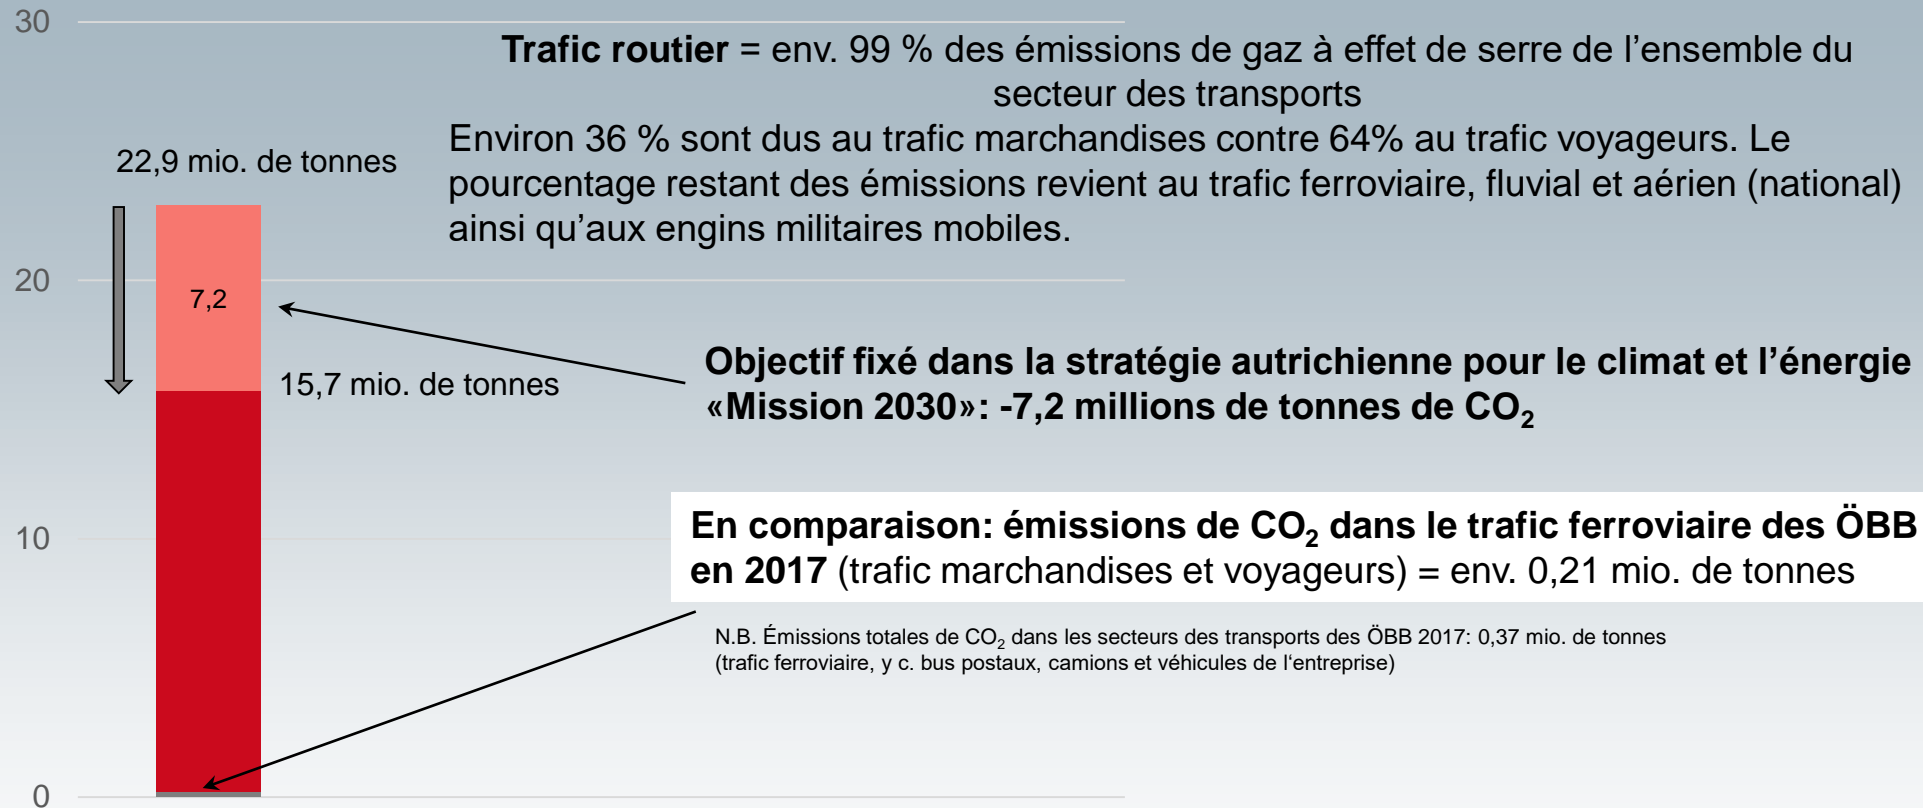 30
Trafic routier = env. 99 % des émissions de gaz à effet de serre de l’ensemble du
secteur des transports
Environ 36 % sont dus au trafic marchandises contre 64% au trafic voyageurs. Le
pourcentage restant des émissions revient au trafic ferroviaire, fluvial et aérien (national)
ainsi qu’aux engins militaires mobiles.
22,9 mio. de tonnes
20
7,2
15,7 mio. de tonnes
Objectif fixé dans la stratégie autrichienne pour le climat et l’énergie
«Mission 2030»: -7,2 millions de tonnes de CO₂
10
En comparaison: émissions de CO₂ dans le trafic ferroviaire des ÖBB
en 2017 (trafic marchandises et voyageurs) = env. 0,21 mio. de tonnes
N.B. Émissions totales de CO₂ dans les secteurs des transports des ÖBB 2017: 0,37 mio. de tonnes
(trafic ferroviaire, y c. bus postaux, camions et véhicules de l‘entreprise)
0